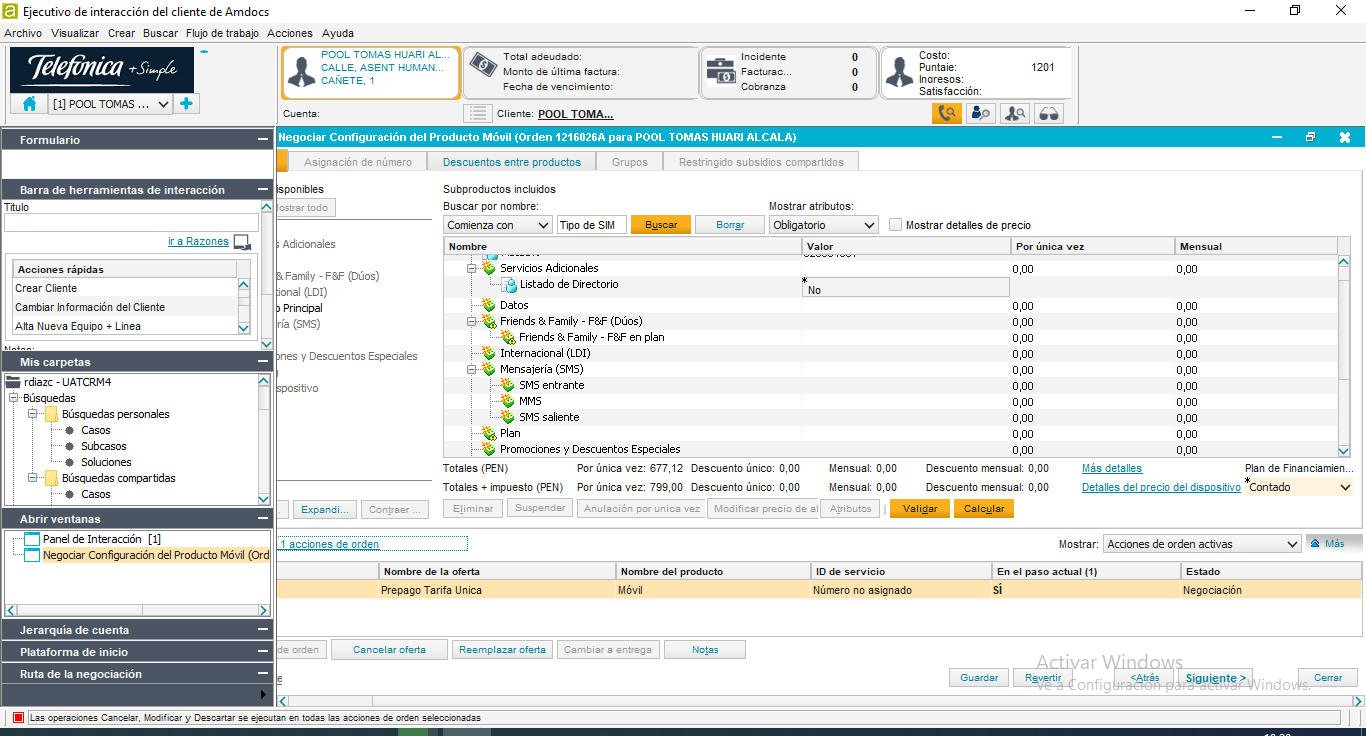 Ejecutivo de interacción del cliente de Amdocs
Archivo Visualizar Crear Buscar Flujo de trabajo Acciones Ayuda
Telefónica +Simple
[1] POOL TOMAS ...
POOL TOMAS HUARI AL...
CALLE, ASENT HUMAN...
CAÑETE, 1
Total adeudado:
Monto de última factura:
Fecha de vencimiento:
Incidente 0
Facturac... 0
Cobranza 0
Costo:
Puntaie: 1201
Ingresos:
Satisfacción:
Cuenta:
Cliente: POOL TOMA...
Formulario
Barra de herramientas de interacción
Título
ir a Razones
Acciones rápidas
Crear Cliente
Cambiar Información del Cliente
Alta Nueva Equipo + Linea
Mis carpetas
rdiazc - UATCRM4
Búsquedas
Búsquedas personales
Casos
Subcasos
Soluciones
Búsquedas compartidas
Casos
Abrir ventanas
Panel de Interacción [1]
Negociar Configuración del Producto Móvil (Ord
Jerarquía de cuenta
Plataforma de inicio
Ruta de la negociación
Negociar Configuración del Producto Móvil (Orden 1216026A para POOL TOMAS HUARI ALCALA)
Asignación de número Descuentos entre productos Grupos Restringido subsidios compartidos
isponibles
ostrar todo
s Adicionales
& Family - F&F (Dúos)
cional (LDI)
o Principal
ría (SMS)
ones y Descuentos Especiales
spositivo
Subproductos incluidos
Buscar por nombre: Mostrar atributos:
Comienza con Tipo de SIM Buscar Borrar Obligatorio Mostrar detalles de precio
Nombre Valor Por única vez Mensual
Servicios Adicionales 0,00 0,00
Listado de Directorio * No
Datos 0,00 0,00
Friends & Family - F&F (Dúos) 0,00 0,00
Friends & Family - F&F en plan 0,00 0,00
Internacional (LDI) 0,00 0,00
Mensajería (SMS) 0,00 0,00
SMS entrante 0,00 0,00
MMS 0,00 0,00
SMS saliente 0,00 0,00
Plan 0,00 0,00
Promociones y Descuentos Especiales 0,00 0,00
Totales (PEN) Por única vez: 677,12 Descuento único: 0,00 Mensual: 0,00 Descuento mensual: 0,00 Más detalles Plan de Financiamien...
Totales + impuesto (PEN) Por única vez: 799,00 Descuento único: 0,00 Mensual: 0,00 Descuento mensual: 0,00 Detalles del precio del dispositivo * Contado
Expandi... Contraer ... Eliminar Suspender Anulación por unica vez Modificar precio de al Atributos | Validar Calcular
1 acciones de orden
Mostrar: Acciones de orden activas Más
Nombre de la oferta Nombre del producto ID de servicio En el paso actual (1) Estado
Prepago Tarifa Unica Móvil Número no asignado SÍ Negociación
de orden Cancelar oferta Reemplazar oferta Cambiar a entrega Notas
Activar Windows
Ve a Configuración para activar Windows.
Guardar Revertir <Atrás Siguiente > Cerrar
Las operaciones Cancelar, Modificar y Descartar se ejecutan en todas las acciones de orden seleccionadas